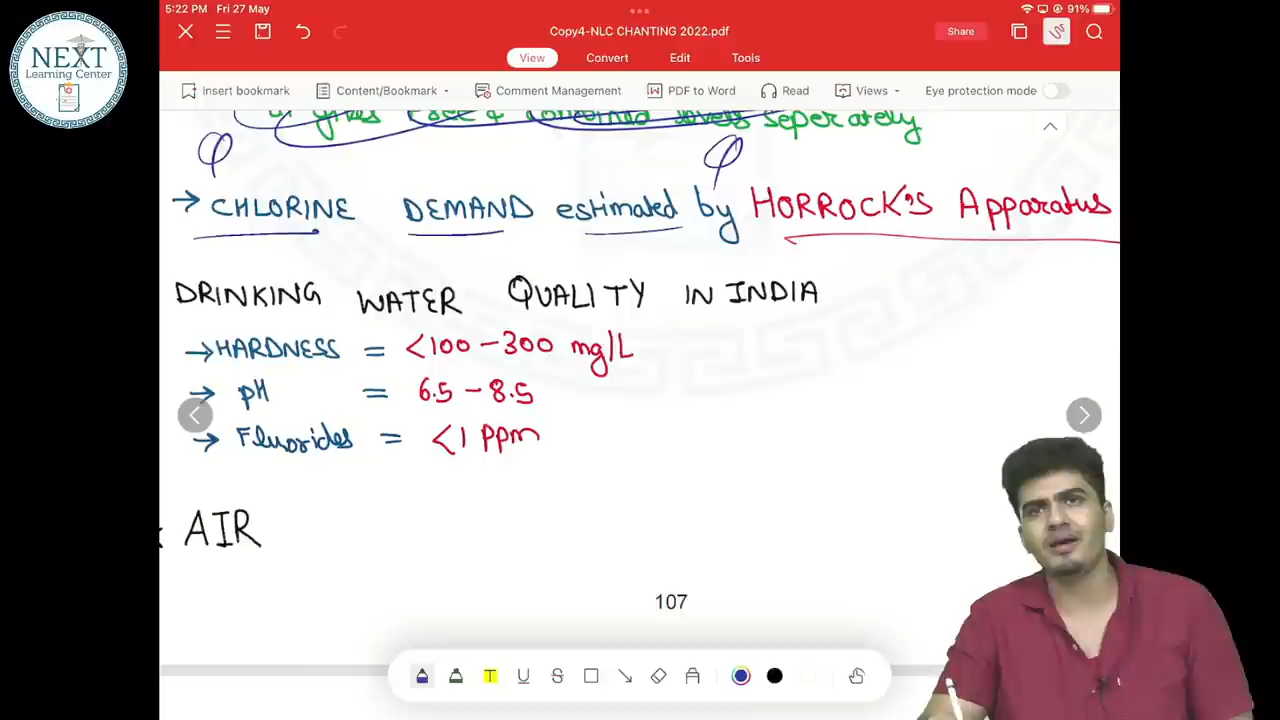 5:22 PM Fri 27 May
91%
NEXT
Learning Center
Copy4-NLC CHANTING 2022.pdf
Share
View Convert Edit Tools
Insert bookmark Content/Bookmark Comment Management PDF to Word Read Views Eye protection mode
levels seperately
→ CHLORINE DEMAND estimated by HORROCK'S Apparatus
DRINKING WATER QUALITY IN INDIA
→ HARDNESS = <100 - 300 mg/L
→ pH = 6.5 - 8.5
→ Fluorides = <1 PPm
AIR
107
T U S A